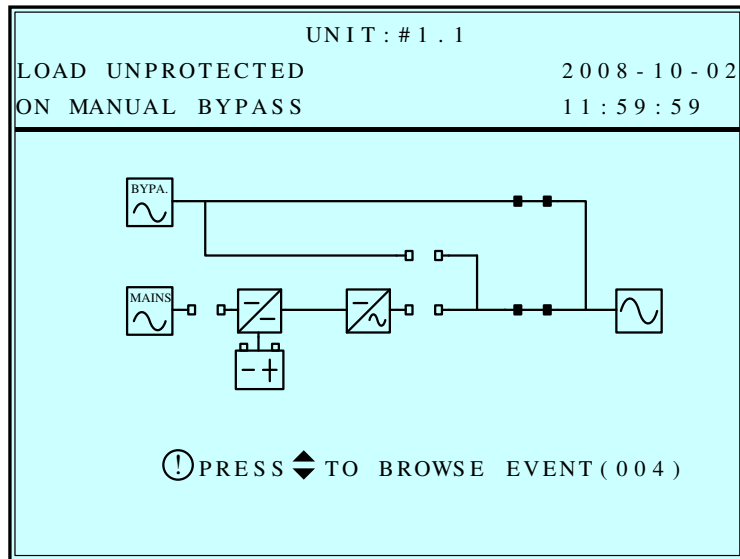 UNIT:#1.1
LOAD UNPROTECTED 2008-10-02
ON MANUAL BYPASS 11:59:59
BYPA.
MAINS
! PRESS TO BROWSE EVENT(004)